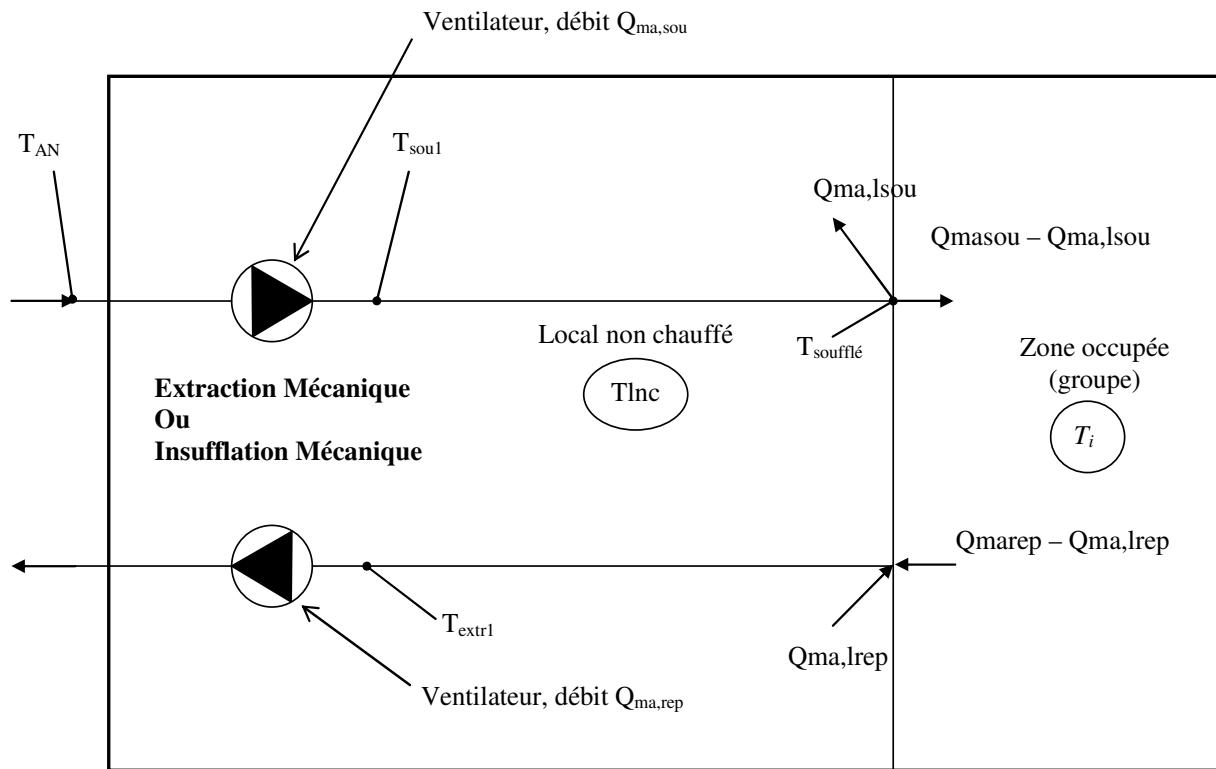 Ventilateur, débit Qma,sou
TAN
Tsou1
Qma,lsou
Qmasou – Qma,lsou
Local non chauffé
Tsoufflé
Zone occupée
(groupe)
Extraction Mécanique
Ou
Insufflation Mécanique
Tlnc
Ti
Qmarep – Qma,lrep
Textr1
Qma,lrep
Ventilateur, débit Qma,rep